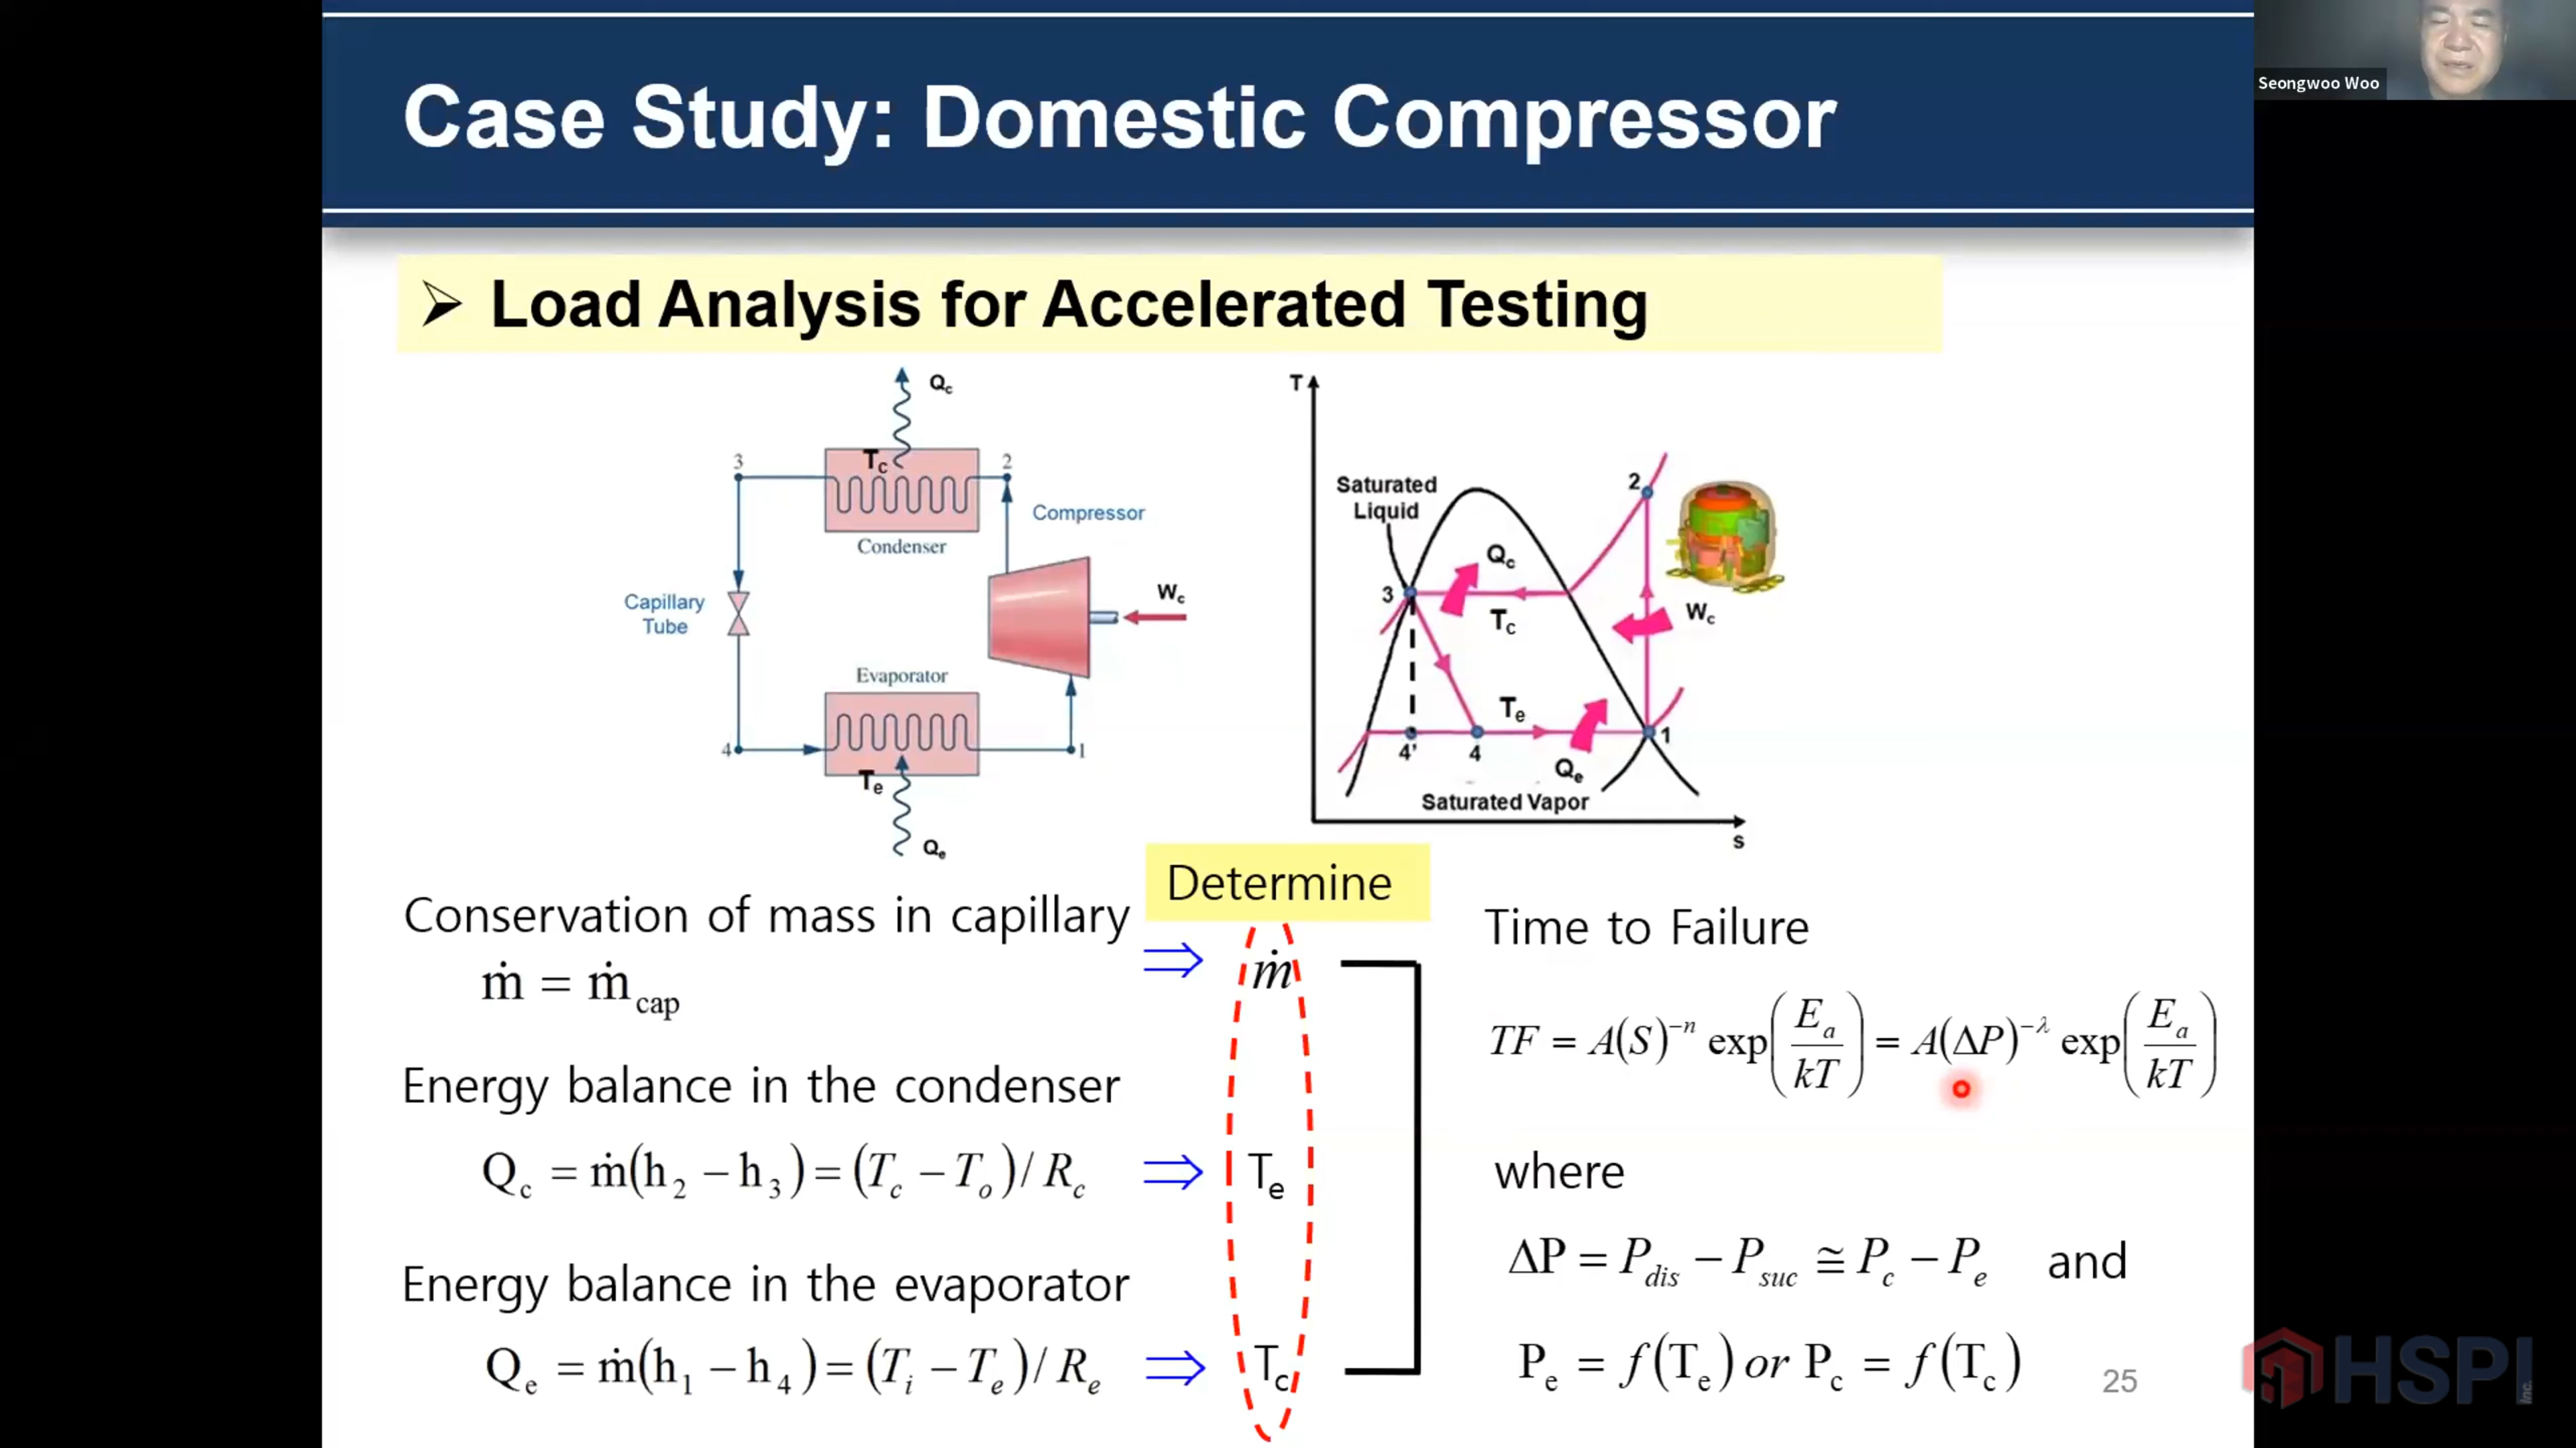 Seongwoo Woo
Case Study: Domestic Compressor
➢ Load Analysis for Accelerated Testing
Qc
Tc
3
2
Compressor
Condenser
Capillary
Tube
Wc
Evaporator
4
1
Te
Qe
T
Saturated
Liquid
2
Qc
3
Tc
Wc
Te
1
4'
4
Qe
Saturated Vapor
s
Determine
Conservation of mass in capillary
ṁ = ṁcap
⇒ ṁ
Energy balance in the condenser
Qc = ṁ(h2 − h3) = (Tc − To) / Rc ⇒ Te
Energy balance in the evaporator
Qe = ṁ(h1 − h4) = (Ti − Te) / Re ⇒ Tc
Time to Failure
TF = A(S)^−n exp(Ea/kT) = A(ΔP)^−λ exp(Ea/kT)
where
ΔP = Pdis − Psuc ≅ Pc − Pe and
Pe = f(Te) or Pc = f(Tc)
25
HSPI Inc.